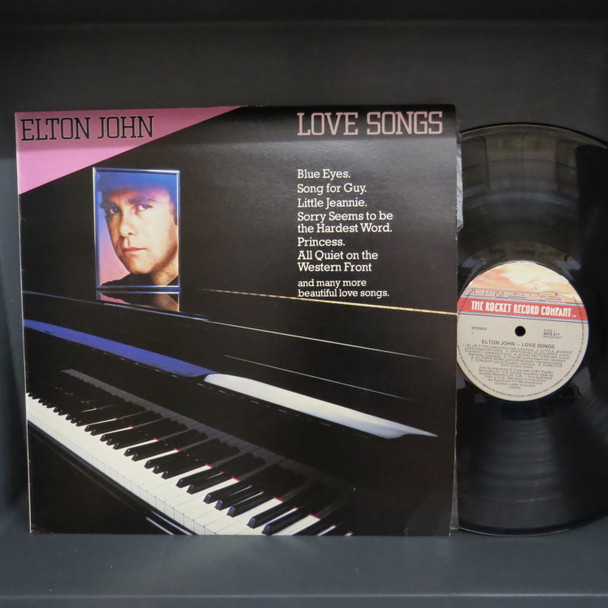 ELTON JOHN
LOVE SONGS
Blue Eyes.
Song for Guy.
Little Jeannie.
Sorry Seems to be
the Hardest Word.
Princess.
All Quiet on the
Western Front
and many more
beautiful love songs.
THE ROCKET RECORD COMPANY
STEREO
ELTON JOHN - LOVE SONGS